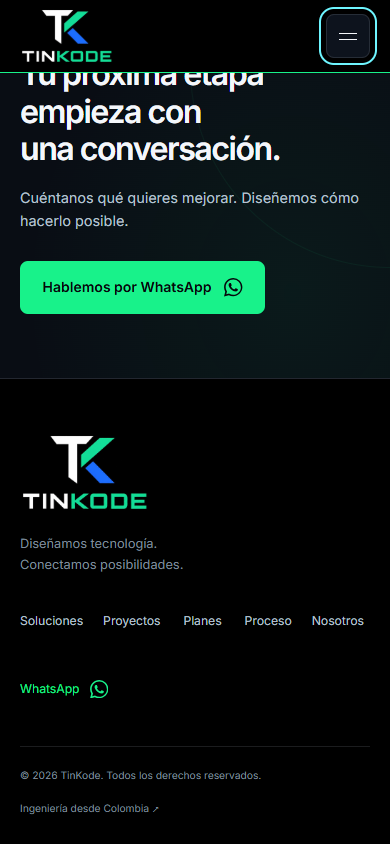 TINKODE
Tu próxima etapa
empieza con
una conversación.
Cuéntanos qué quieres mejorar. Diseñemos cómo
hacerlo posible.
Hablemos por WhatsApp
TINKODE
Diseñamos tecnología.
Conectamos posibilidades.
Soluciones Proyectos Planes Proceso Nosotros
WhatsApp
© 2026 TinKode. Todos los derechos reservados.
Ingeniería desde Colombia ↗